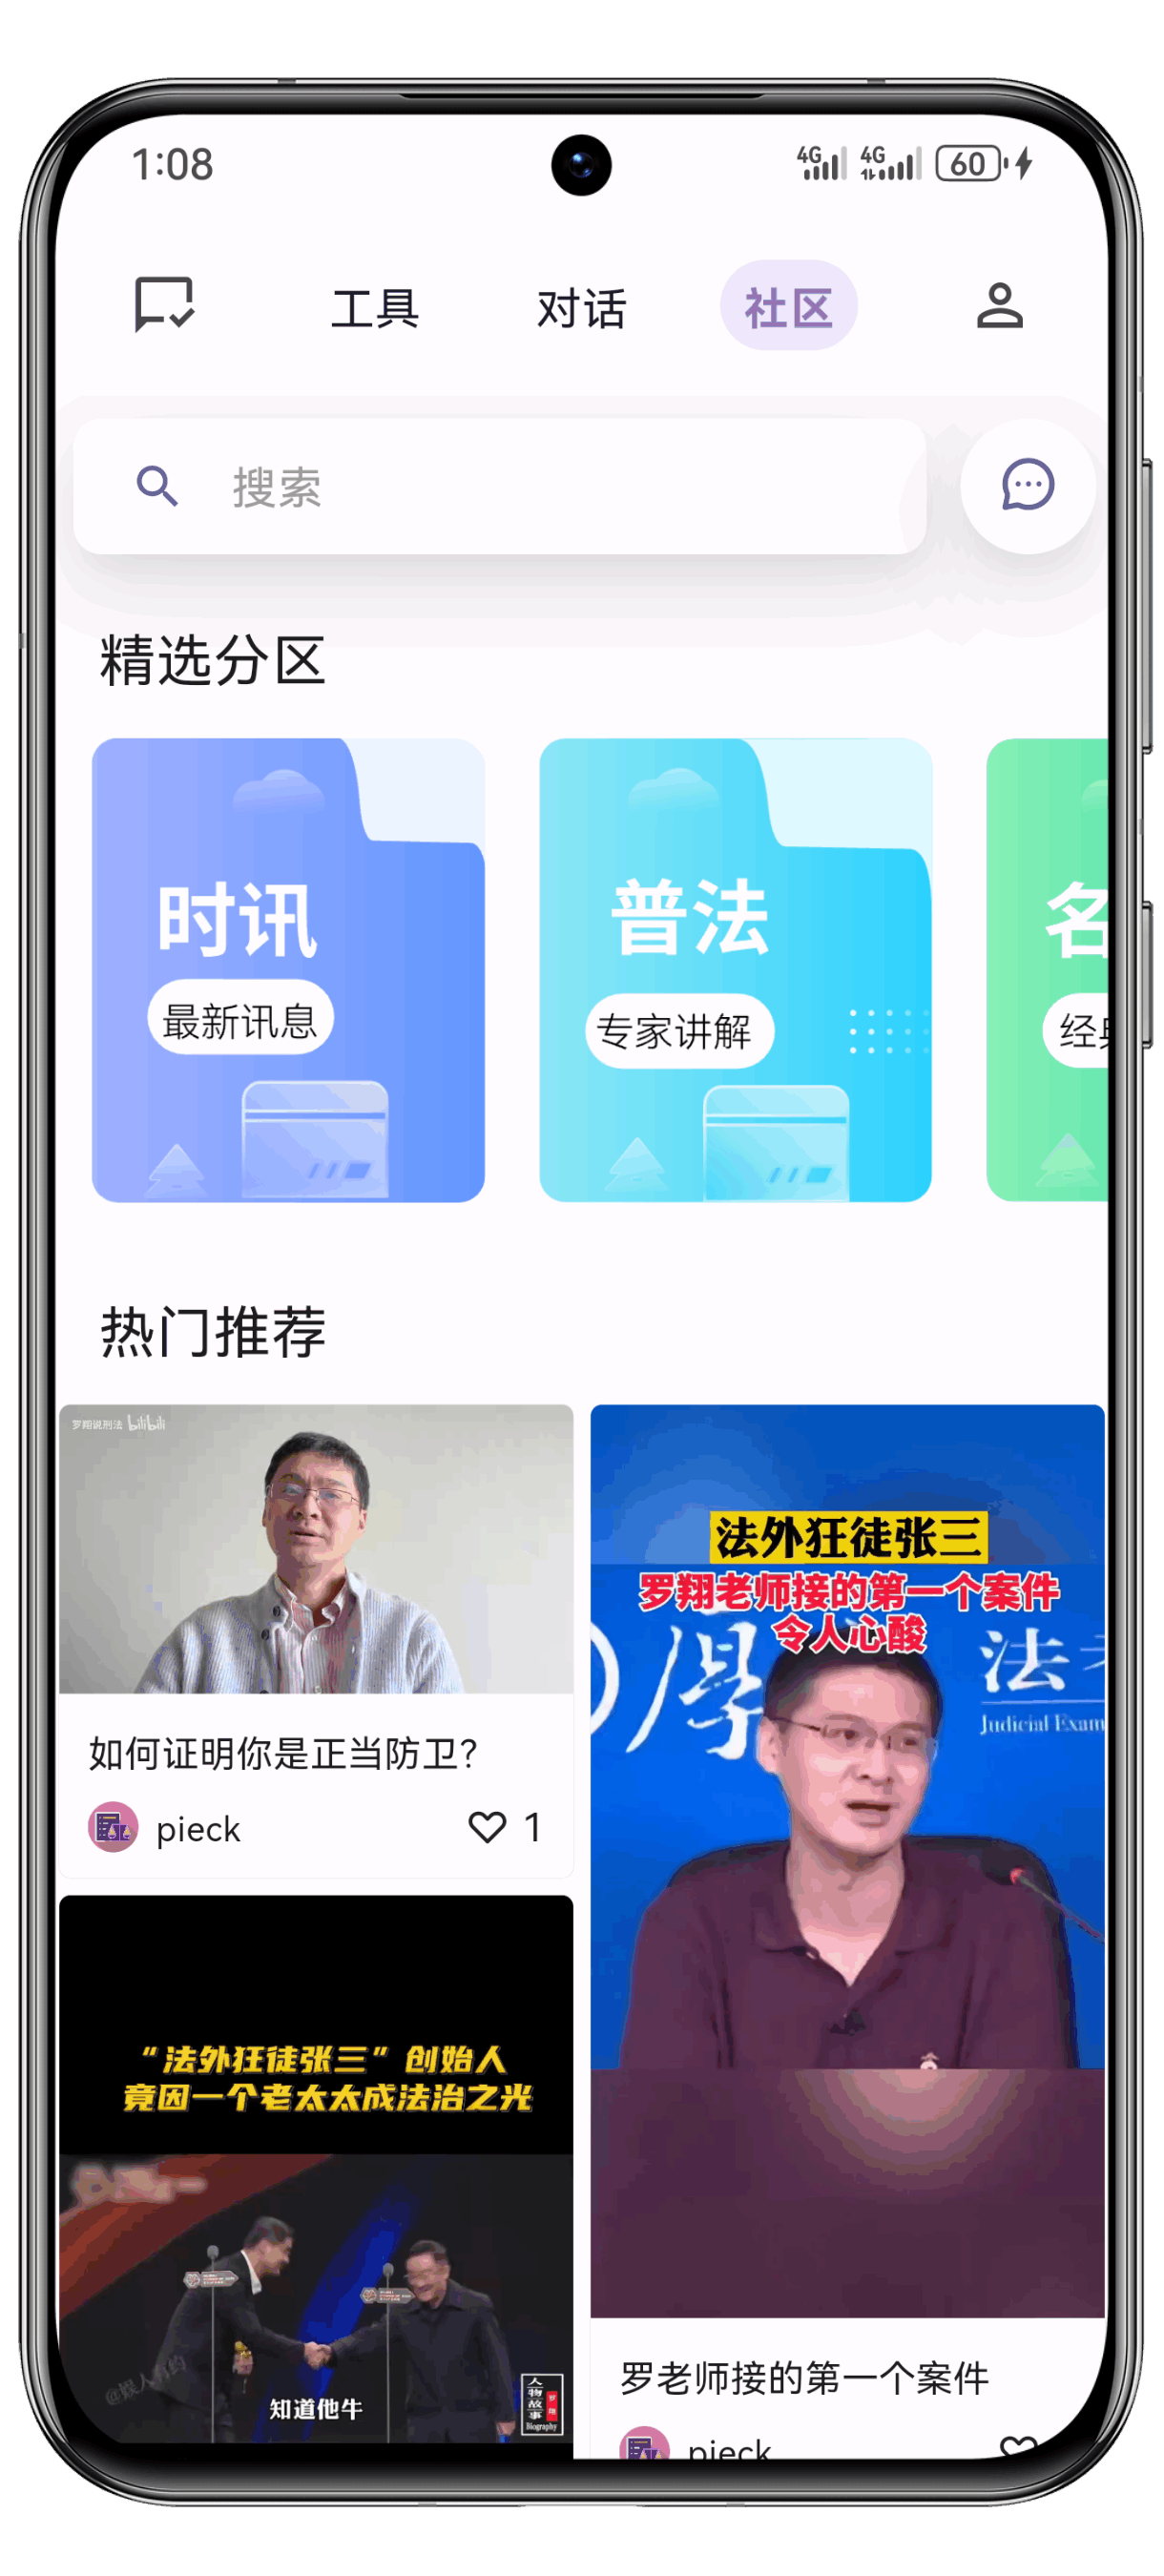 1:08
4G 4G 60
工具 对话 社区
搜索
精选分区
时讯
最新讯息
普法
专家讲解
名
经
热门推荐
罗翔说刑法 bilibili
如何证明你是正当防卫?
pieck 1
法外狂徒张三
罗翔老师接的第一个案件
令人心酸
法
Judicial Exam
罗老师接的第一个案件
pieck
“法外狂徒张三”创始人
竟因一个老太太成法治之光
知道他牛
人物故事
罗翔
Biography